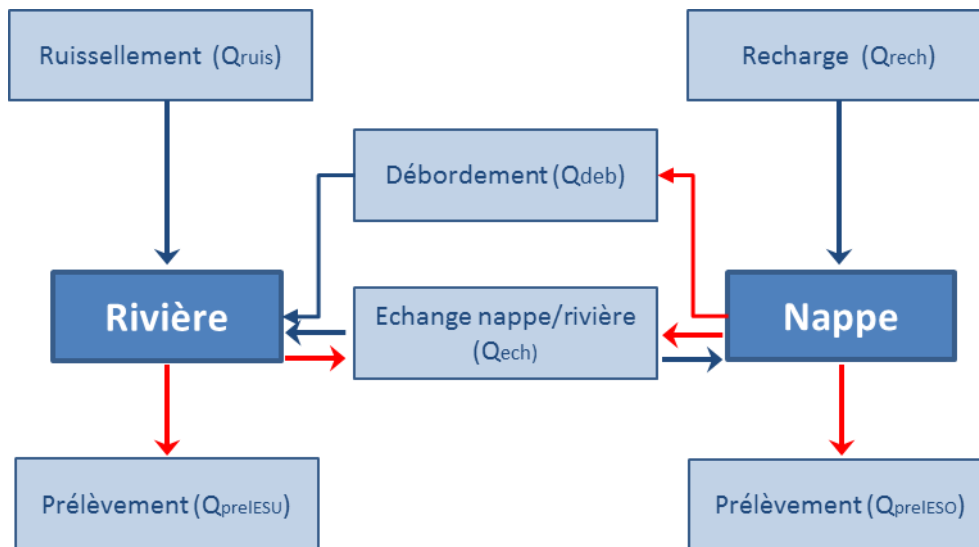 Ruissellement (Qruis)
Recharge (Qrech)
Débordement (Qdeb)
Rivière
Echange nappe/rivière
(Qech)
Nappe
Prélèvement (QprelESU)
Prélèvement (QprelESO)